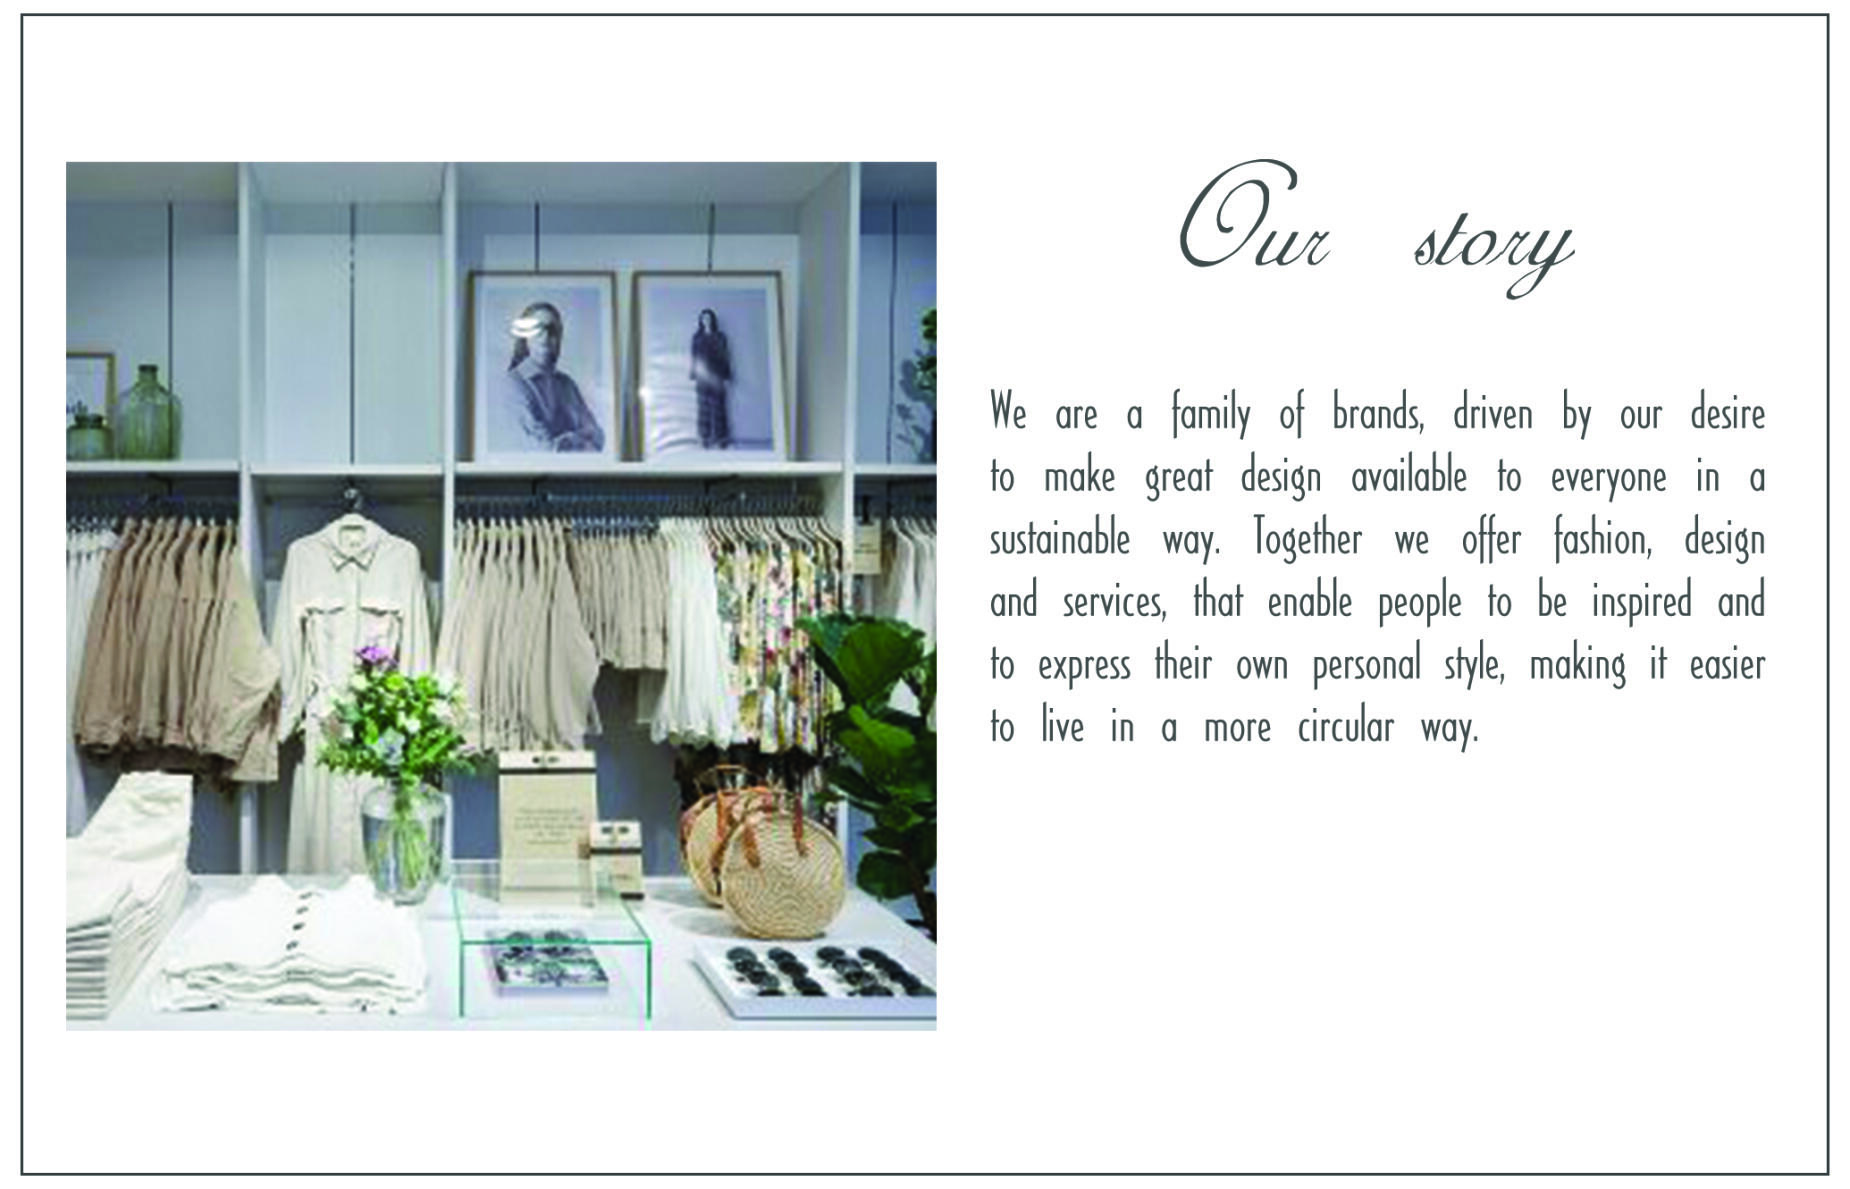 Our story
We are a family of brands, driven by our desire
to make great design available to everyone in a
sustainable way. Together we offer fashion, design
and services, that enable people to be inspired and
to express their own personal style, making it easier
to live in a more circular way.